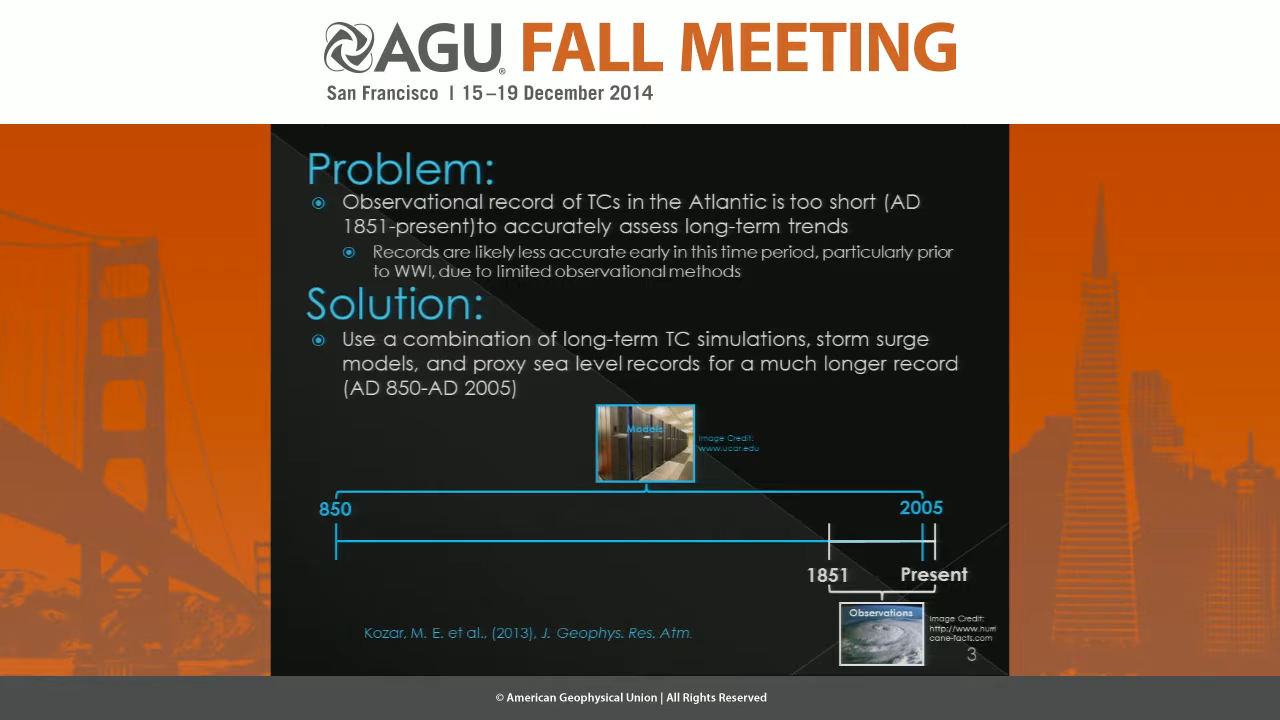 AGU® FALL MEETING
San Francisco | 15–19 December 2014
Problem:
Observational record of TCs in the Atlantic is too short (AD
1851-present)to accurately assess long-term trends
Records are likely less accurate early in this time period, particularly prior
to WWI, due to limited observational methods
Solution:
Use a combination of long-term TC simulations, storm surge
models, and proxy sea level records for a much longer record
(AD 850-AD 2005)
Models
Image Credit:
www.ucar.edu
850
2005
1851
Present
Observations
Image Credit:
http://www.hurri
cane-facts.com
Kozar, M. E. et al., (2013), J. Geophys. Res. Atm.
3
© American Geophysical Union | All Rights Reserved